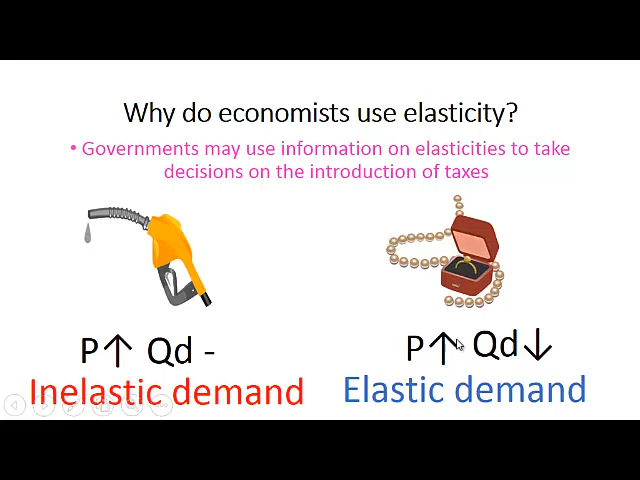 Why do economists use elasticity?
• Governments may use information on elasticities to take
decisions on the introduction of taxes
P↑ Qd -
P↑ Qd↓
Inelastic demand
Elastic demand